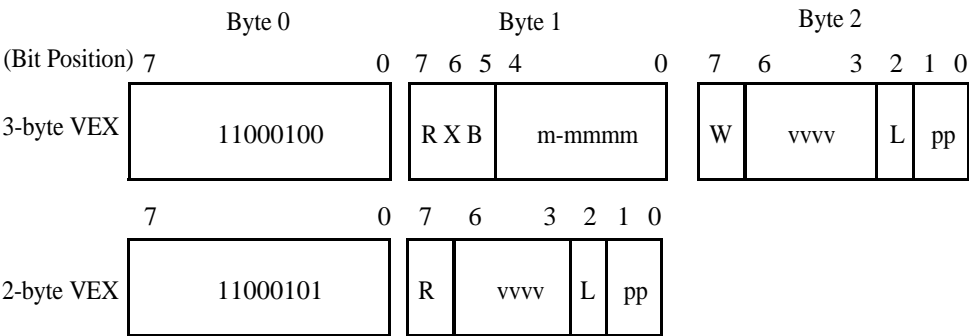 Byte 0 Byte 1 Byte 2
(Bit Position) 7 0 7 6 5 4 0 7 6 3 2 1 0
3-byte VEX 11000100 R X B m-mmmm W vvvv L pp
7 0 7 6 3 2 1 0
2-byte VEX 11000101 R vvvv L pp